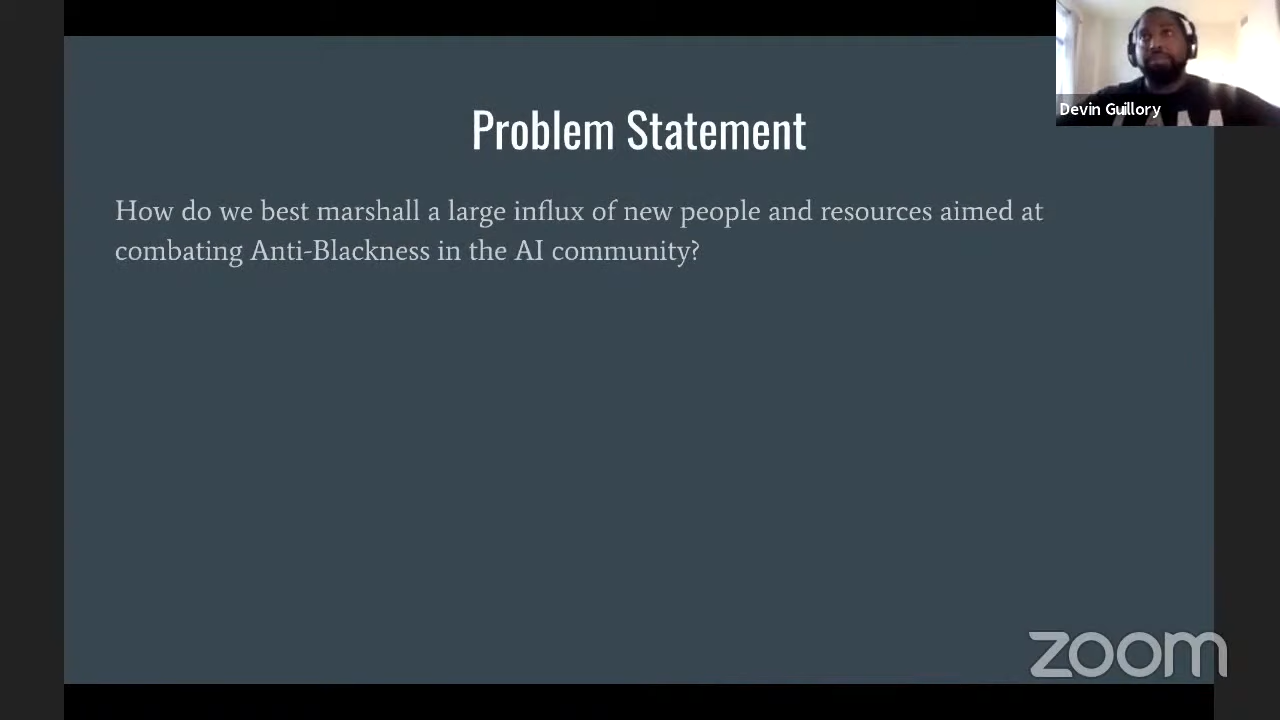 Problem Statement
How do we best marshall a large influx of new people and resources aimed at
combating Anti-Blackness in the AI community?
Devin Guillory
AM
zoom